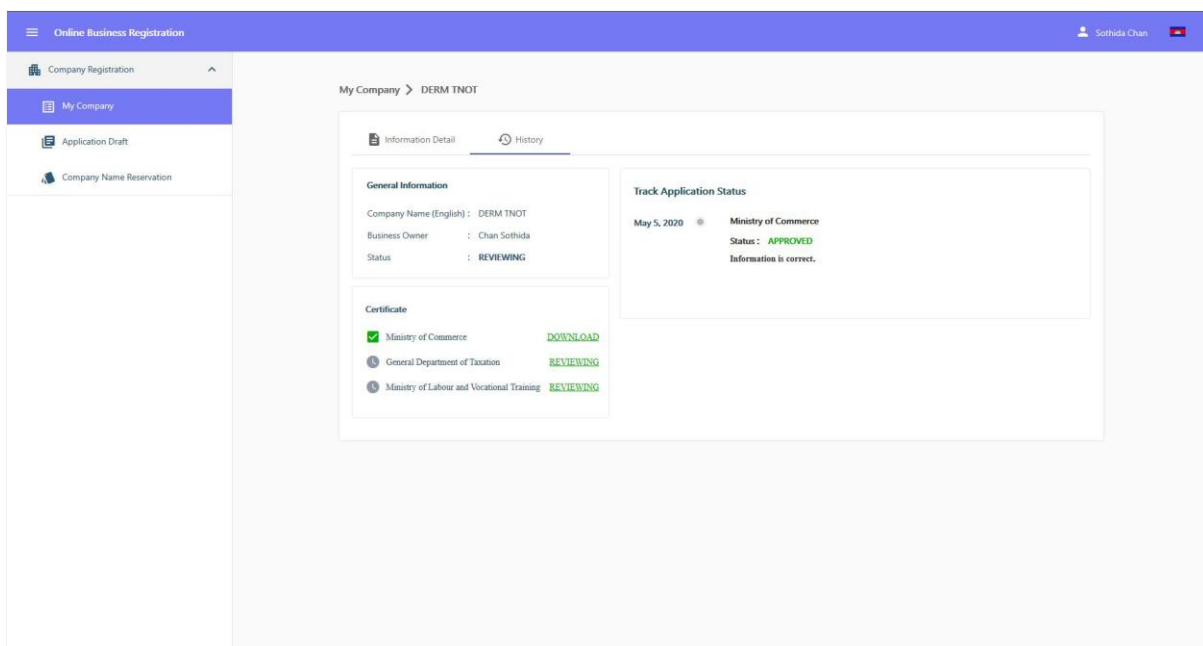 Online Business Registration
Sothida Chan
Company Registration
My Company
Application Draft
Company Name Reservation
My Company > DERM TNOT
Information Detail
History
General Information
Company Name (English) : DERM TNOT
Business Owner : Chan Sothida
Status : REVIEWING
Certificate
Ministry of Commerce DOWNLOAD
General Department of Taxation REVIEWING
Ministry of Labour and Vocational Training REVIEWING
Track Application Status
May 5, 2020 Ministry of Commerce
Status : APPROVED
Information is correct.